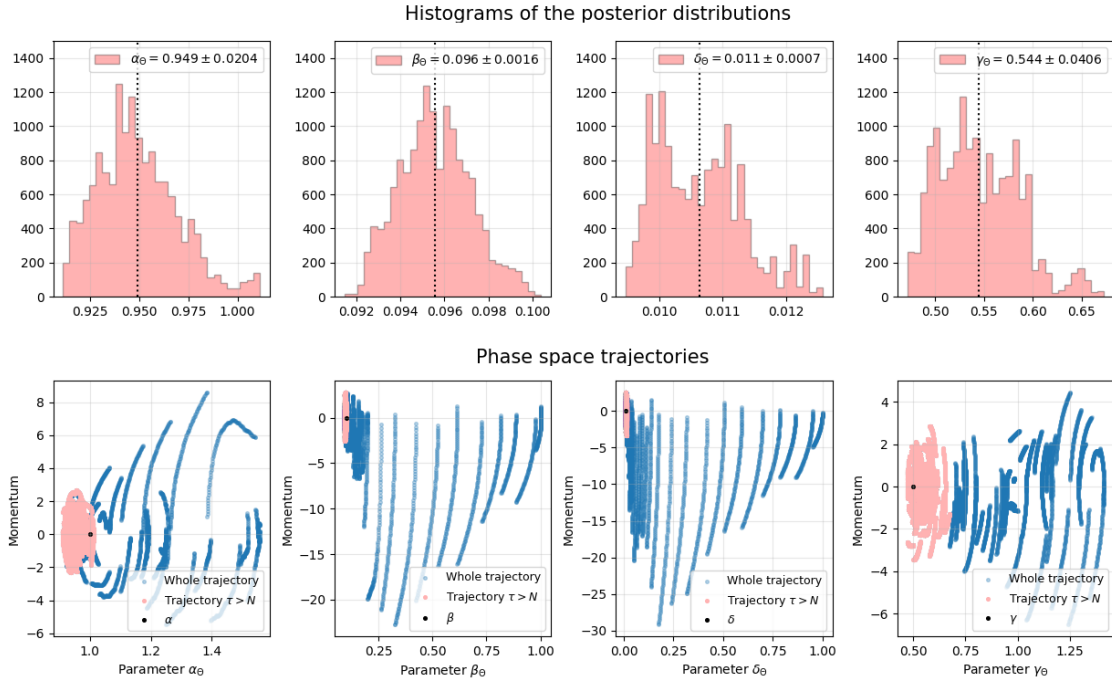 Histograms of the posterior distributions
1400
1200
1000
800
600
400
200
0
0.925 0.950 0.975 1.000
α_Θ = 0.949 ± 0.0204
1400
1200
1000
800
600
400
200
0
0.092 0.094 0.096 0.098 0.100
β_Θ = 0.096 ± 0.0016
1400
1200
1000
800
600
400
200
0
0.010 0.011 0.012
δ_Θ = 0.011 ± 0.0007
1400
1200
1000
800
600
400
200
0
0.50 0.55 0.60 0.65
γ_Θ = 0.544 ± 0.0406
Phase space trajectories
Momentum
8
6
4
2
0
−2
−4
−6
Whole trajectory
Trajectory τ > N
α
1.0 1.2 1.4
Parameter α_Θ
Momentum
0
−5
−10
−15
−20
Whole trajectory
Trajectory τ > N
β
0.25 0.50 0.75 1.00
Parameter β_Θ
Momentum
0
−5
−10
−15
−20
−25
−30
Whole trajectory
Trajectory τ > N
δ
0.00 0.25 0.50 0.75 1.00
Parameter δ_Θ
Momentum
4
2
0
−2
−4
−6
Whole trajectory
Trajectory τ > N
γ
0.50 0.75 1.00 1.25
Parameter γ_Θ